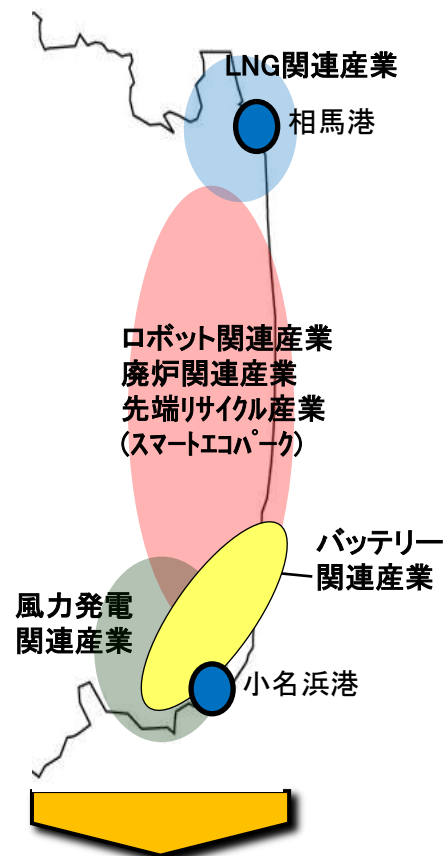 LNG関連産業
相馬港
ロボット関連産業
廃炉関連産業
先端リサイクル産業
(スマートエコパーク)
バッテリー
関連産業
風力発電
関連産業
小名浜港